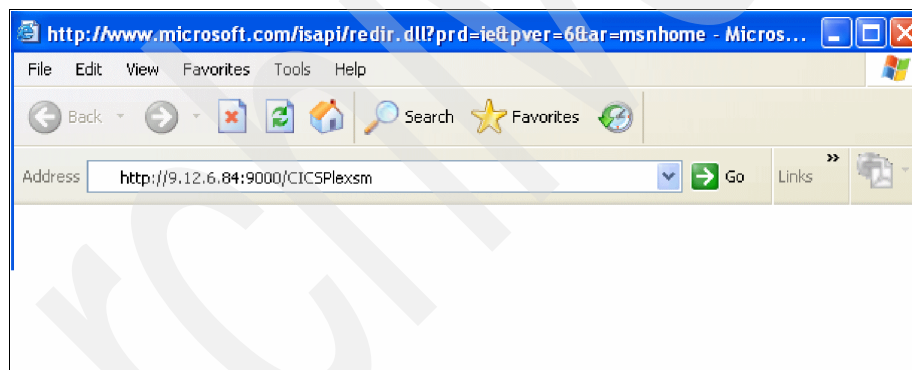 http://www.microsoft.com/isapi/redir.dll?prd=ie&pver=6&ar=msnhome - Micros...
File Edit View Favorites Tools Help
Back Search Favorites
Address http://9.12.6.84:9000/CICSPlexsm Go Links »